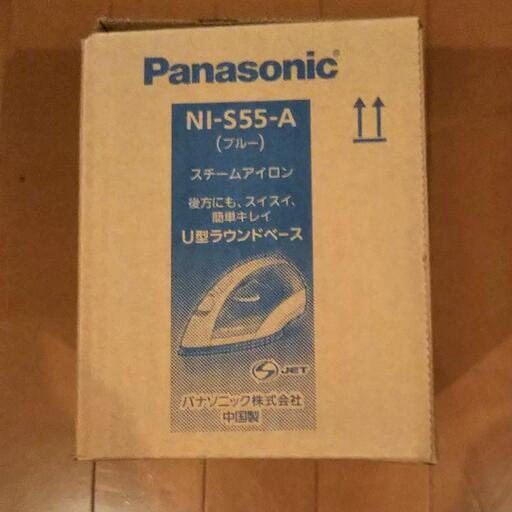 Panasonic®
NI-S55-A
(ブルー)
スチームアイロン
後方にも、スイスイ、
簡単キレイ
U型ラウンドベース
S JET
パナソニック株式会社
中国製